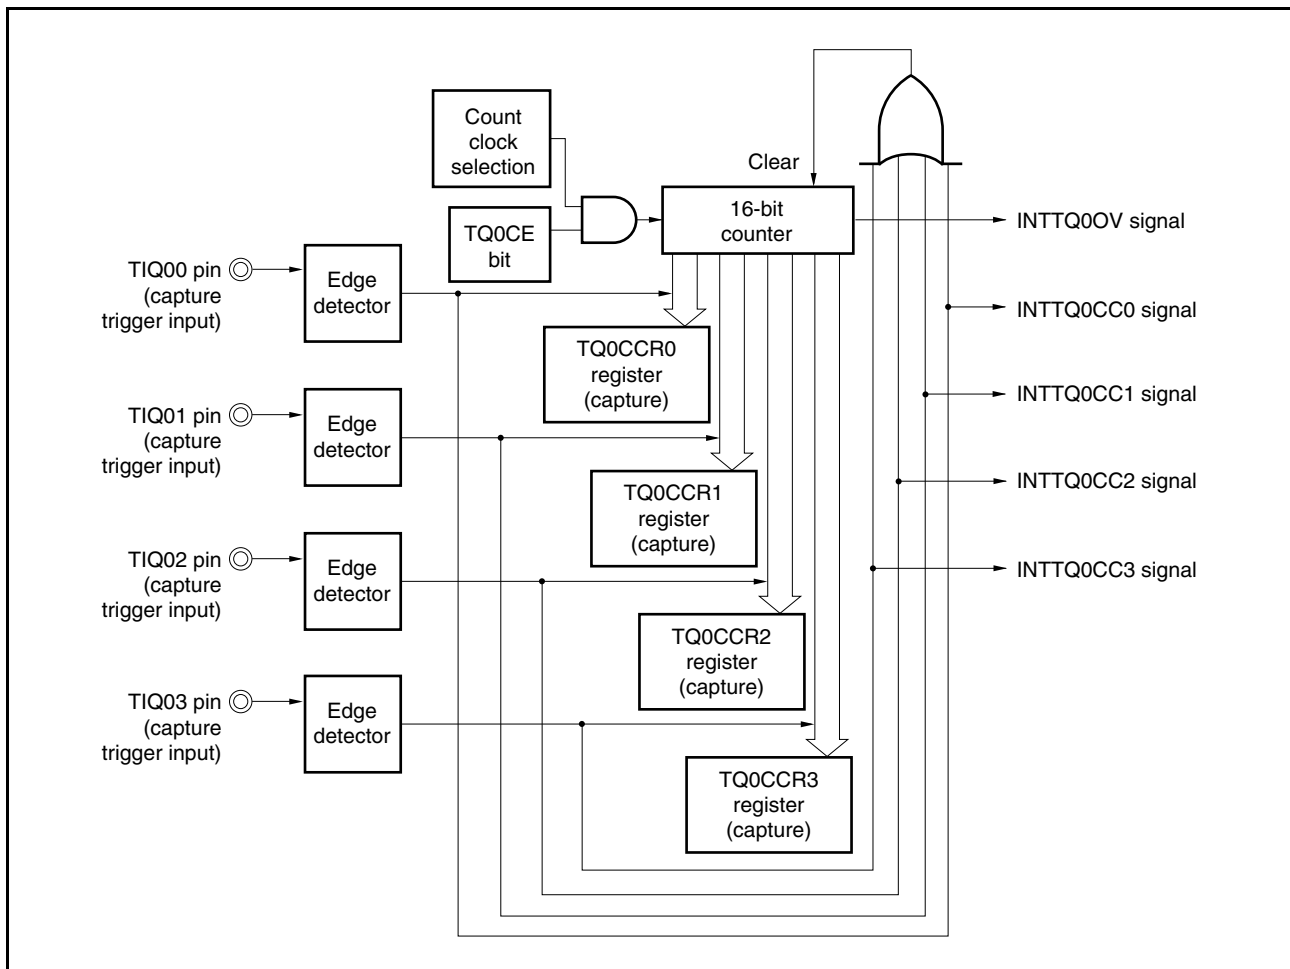 Count
clock
selection
Clear
TQ0CE
bit
16-bit
counter
INTTQ0OV signal
TIQ00 pin
(capture
trigger input)
Edge
detector
INTTQ0CC0 signal
TQ0CCR0
register
(capture)
TIQ01 pin
(capture
trigger input)
Edge
detector
INTTQ0CC1 signal
TQ0CCR1
register
(capture)
INTTQ0CC2 signal
TIQ02 pin
(capture
trigger input)
Edge
detector
INTTQ0CC3 signal
TQ0CCR2
register
(capture)
TIQ03 pin
(capture
trigger input)
Edge
detector
TQ0CCR3
register
(capture)